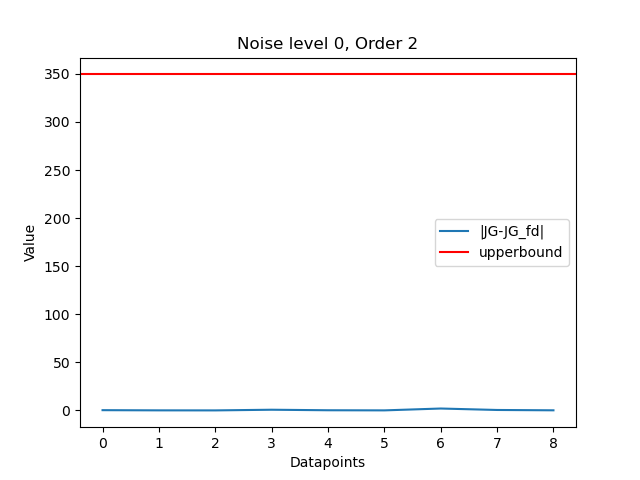 Noise level 0, Order 2
350
300
250
200
150
100
50
0
Value
|JG-JG_fd|
upperbound
0 1 2 3 4 5 6 7 8
Datapoints